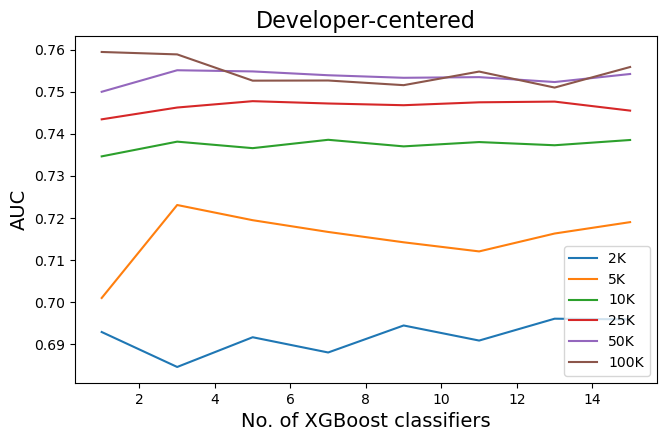 Developer-centered
0.76
0.75
0.74
0.73
0.72
0.71
0.70
0.69
AUC
2K
5K
10K
25K
50K
100K
2 4 6 8 10 12 14
No. of XGBoost classifiers